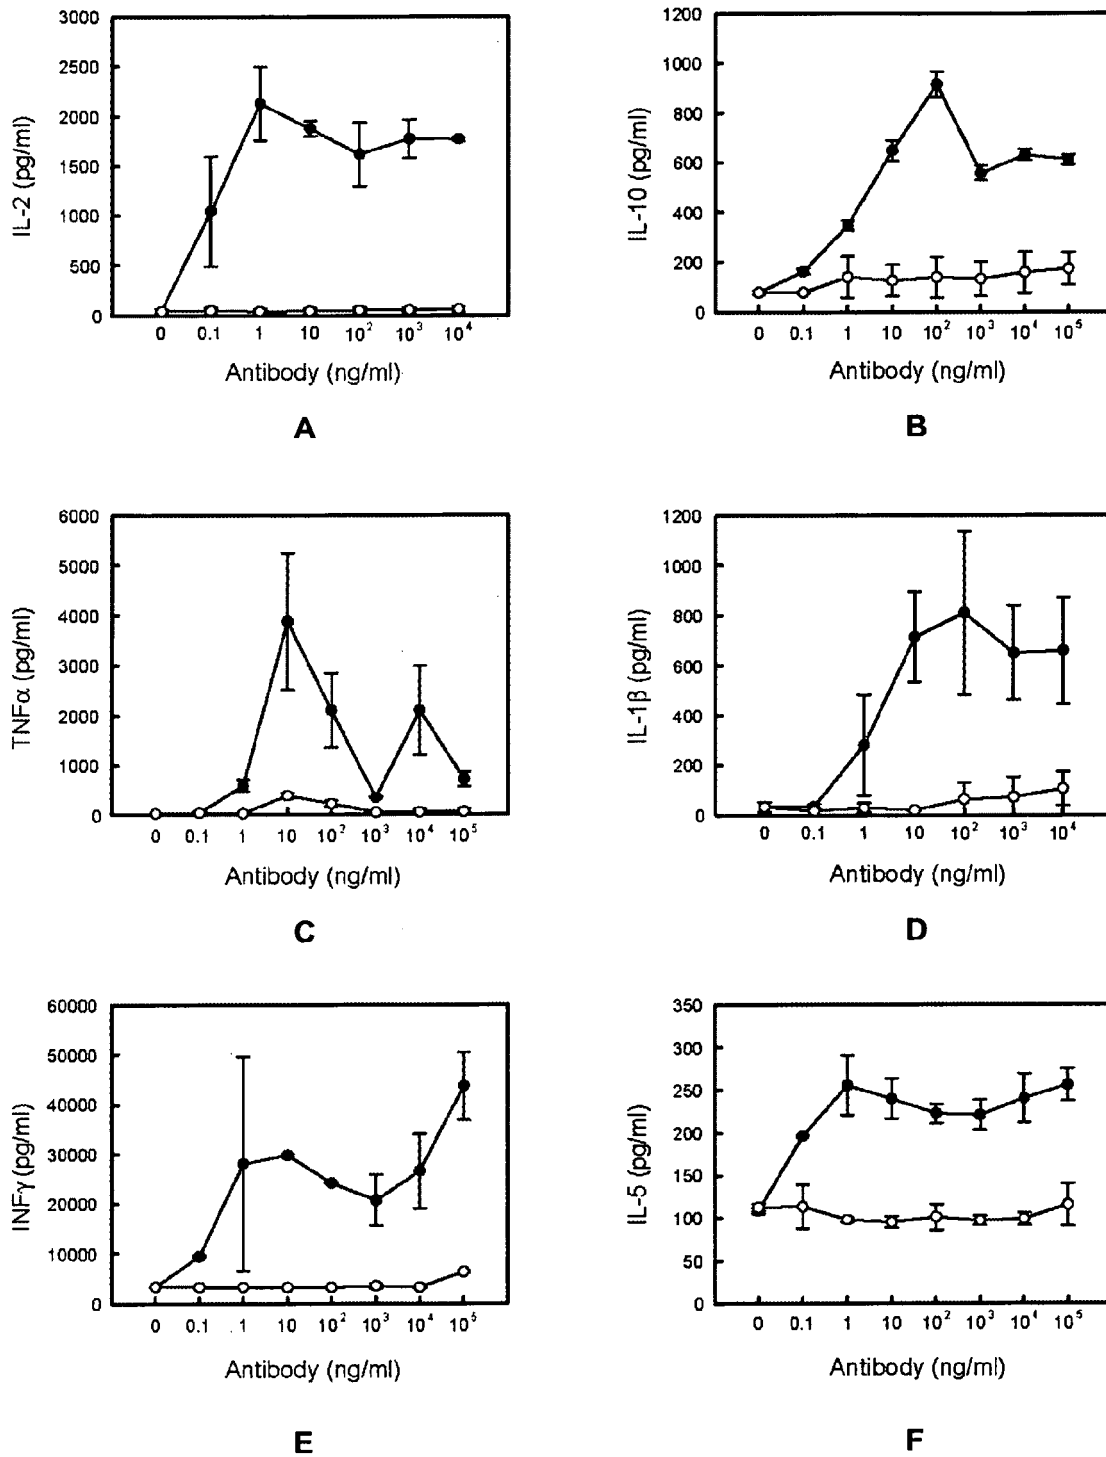 3000
2500
2000
1500
1000
500
0
IL-2 (pg/ml)
0 0.1 1 10 10² 10³ 10⁴
Antibody (ng/ml)
A
1200
1000
800
600
400
200
0
IL-10 (pg/ml)
0 0.1 1 10 10² 10³ 10⁴ 10⁵
Antibody (ng/ml)
B
6000
5000
4000
3000
2000
1000
0
TNFα (pg/ml)
0 0.1 1 10 10² 10³ 10⁴ 10⁵
Antibody (ng/ml)
C
1200
1000
800
600
400
200
0
IL-1β (pg/ml)
0 0.1 1 10 10² 10³ 10⁴
Antibody (ng/ml)
D
60000
50000
40000
30000
20000
10000
0
INFγ (pg/ml)
0 0.1 1 10 10² 10³ 10⁴ 10⁵
Antibody (ng/ml)
E
350
300
250
200
150
100
50
0
IL-5 (pg/ml)
0 0.1 1 10 10² 10³ 10⁴ 10⁵
Antibody (ng/ml)
F